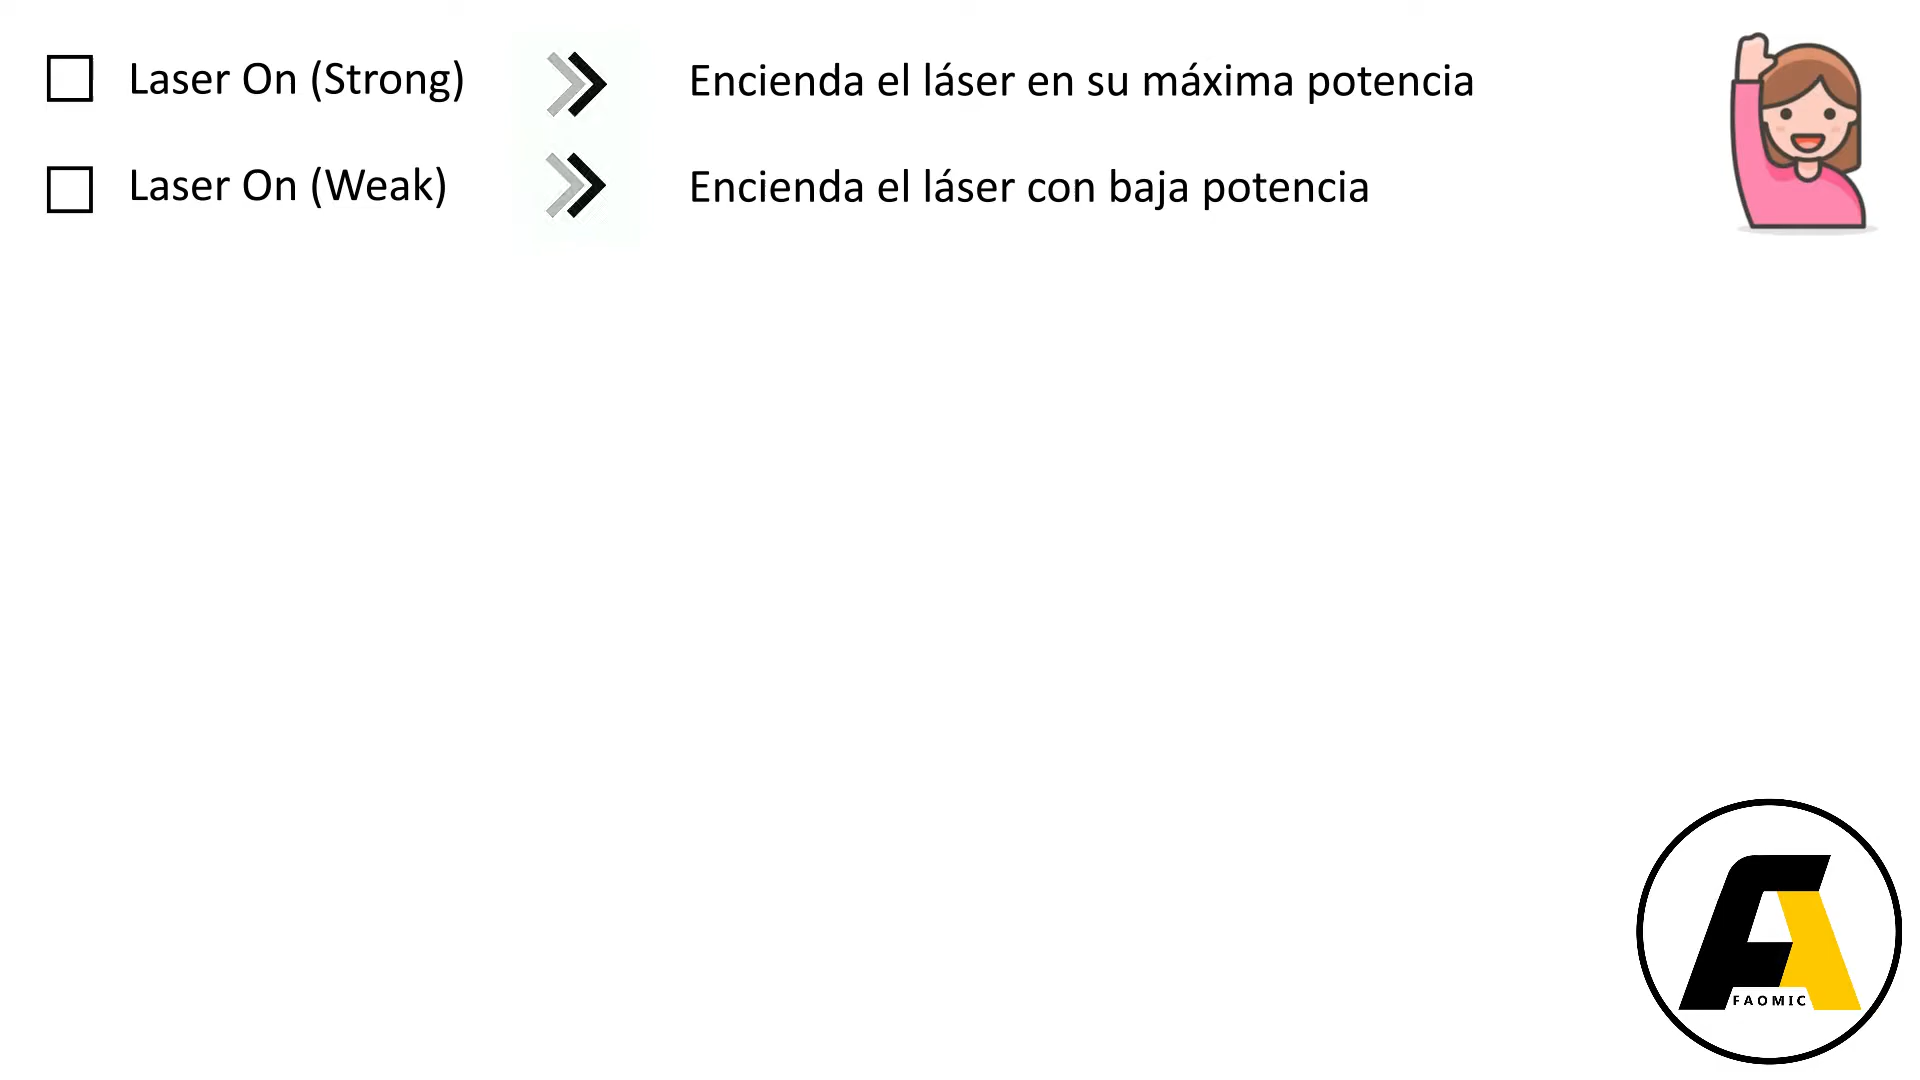 Laser On (Strong) Encienda el láser en su máxima potencia
Laser On (Weak) Encienda el láser con baja potencia
FAOMIC